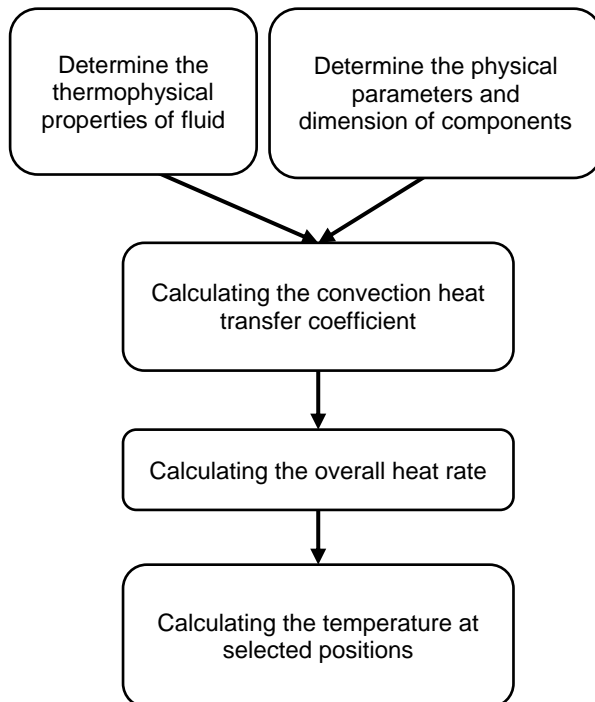 Determine the
thermophysical
properties of fluid
Determine the physical
parameters and
dimension of components
Calculating the convection heat
transfer coefficient
Calculating the overall heat rate
Calculating the temperature at
selected positions